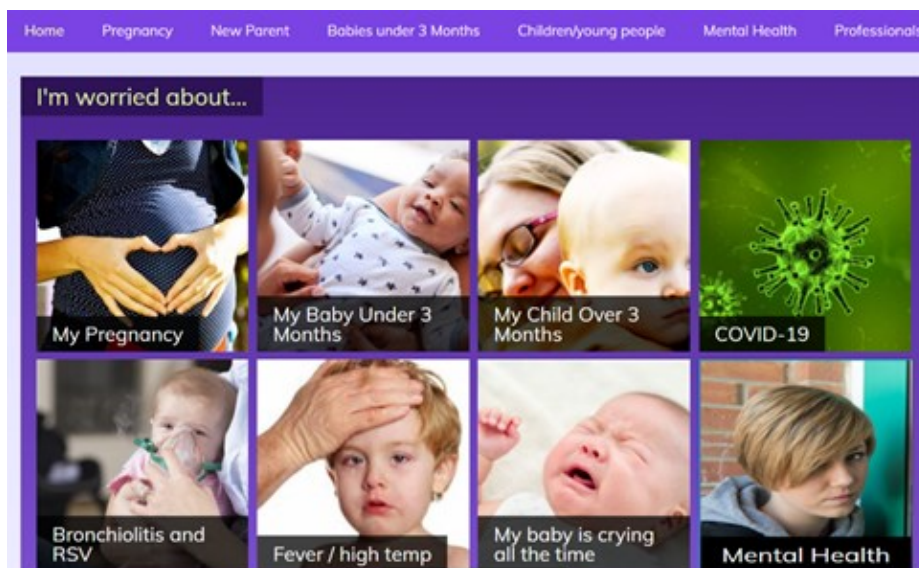 Home Pregnancy New Parent Babies under 3 Months Children/young people Mental Health Professionals
I'm worried about...
My Pregnancy
My Baby Under 3
Months
My Child Over 3
Months
COVID-19
Bronchiolitis and
RSV
Fever / high temp
My baby is crying
all the time
Mental Health